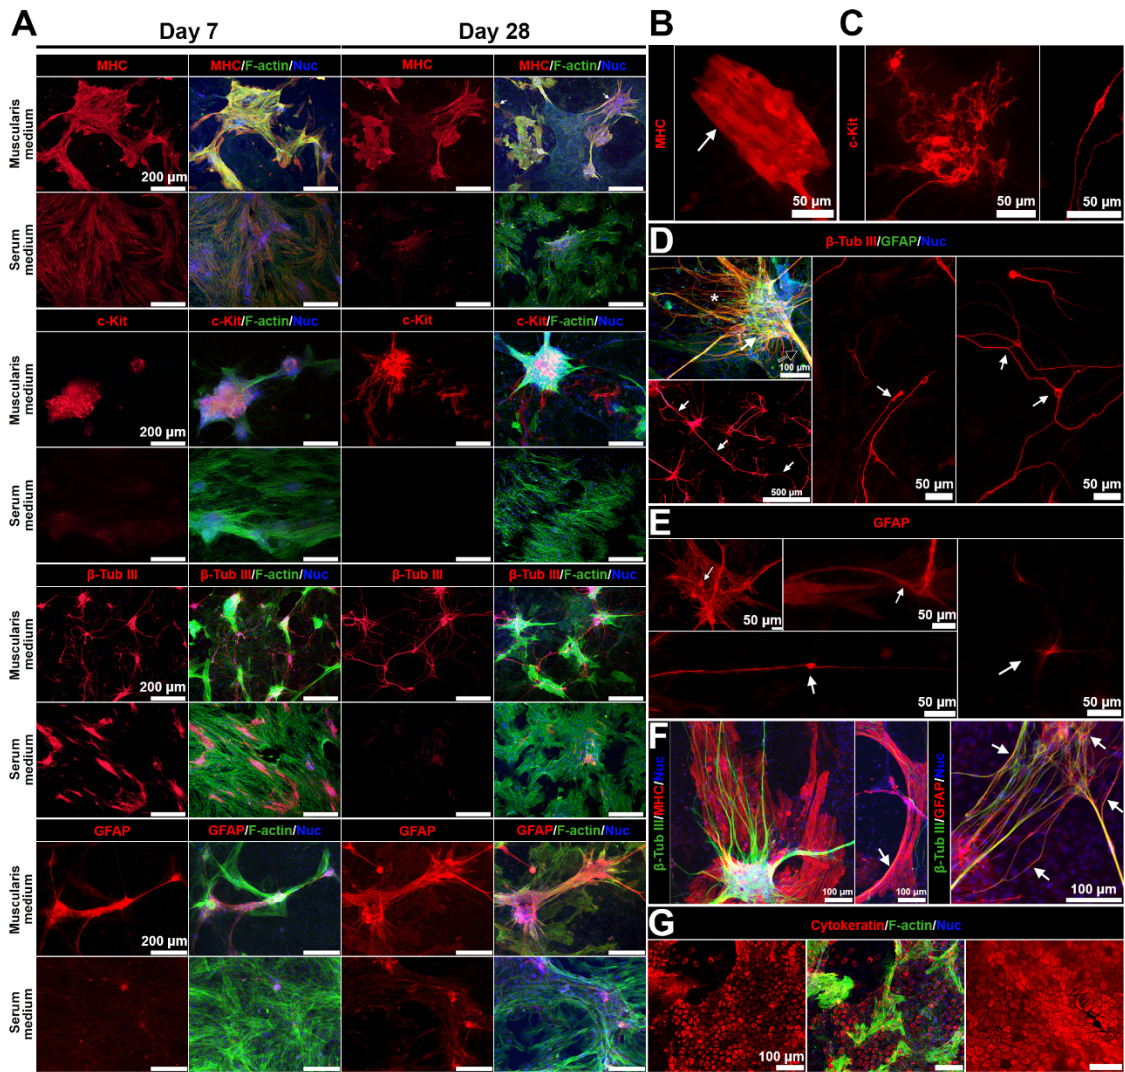 A
Day 7
Day 28
MHC
MHC/F-actin/Nuc
MHC
MHC/F-actin/Nuc
Muscularis medium
200 µm
Serum medium
c-Kit
c-Kit/F-actin/Nuc
c-Kit
c-Kit/F-actin/Nuc
Muscularis medium
200 µm
Serum medium
β-Tub III
β-Tub III/F-actin/Nuc
β-Tub III
β-Tub III/F-actin/Nuc
Muscularis medium
200 µm
Serum medium
GFAP
GFAP/F-actin/Nuc
GFAP
GFAP/F-actin/Nuc
Muscularis medium
200 µm
Serum medium
B
MHC
50 µm
C
c-Kit
50 µm
50 µm
D
β-Tub III/GFAP/Nuc
*
100 µm
500 µm
50 µm
50 µm
E
GFAP
50 µm
50 µm
50 µm
50 µm
F
β-Tub III/MHC/Nuc
100 µm
100 µm
β-Tub III/GFAP/Nuc
100 µm
G
Cytokeratin/F-actin/Nuc
100 µm